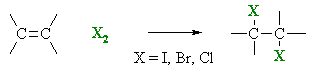 X X
C=C X₂ C C
X = I, Br, Cl X